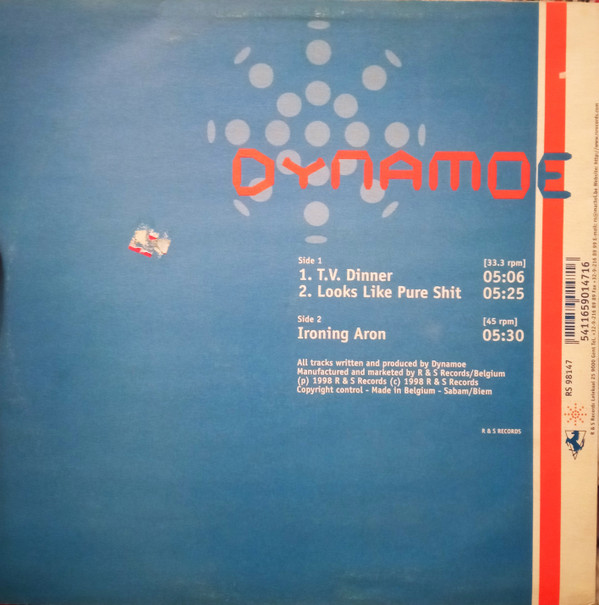 DYNAMOE
Side 1 [33.3 rpm]
1. T.V. Dinner 05:06
2. Looks Like Pure Shit 05:25
Side 2 [45 rpm]
Ironing Aron 05:30
All tracks written and produced by Dynamoe
Manufactured and marketed by R & S Records/Belgium
(p) 1998 R & S Records (c) 1998 R & S Records
Copyright control - Made in Belgium - Sabam/Biem
R & S RECORDS
5411659014716
RS 98147